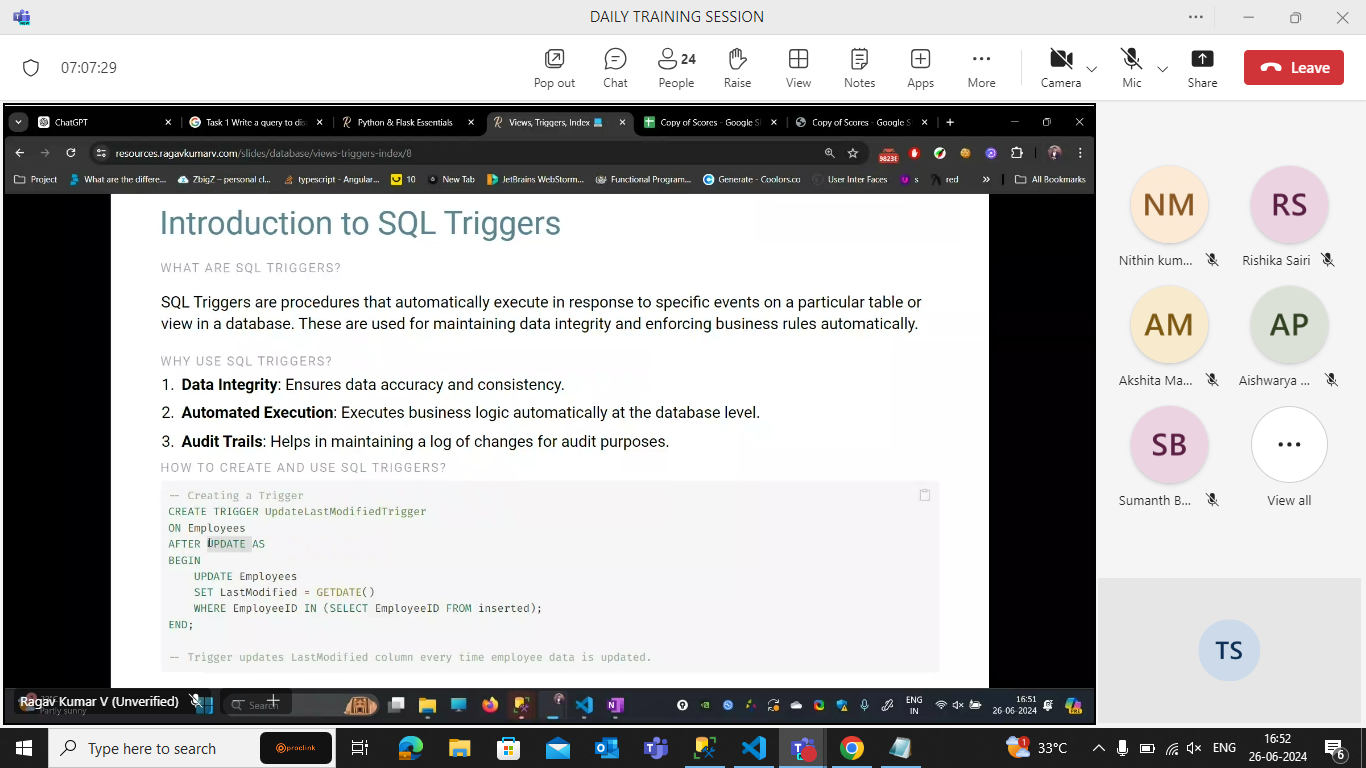 DAILY TRAINING SESSION
07:07:29
Pop out
Chat
24
People
Raise
View
Notes
Apps
More
Camera
Mic
Share
Leave
ChatGPT
Task 1 Write a query to di
Python & Flask Essentials
Views, Triggers, Index
Copy of Scores - Google S
Copy of Scores - Google S
resources.ragavkumarv.com/slides/database/views-triggers-index/8
Project
What are the differe...
ZbigZ – personal cl...
typescript - Angular...
10
New Tab
JetBrains WebStorm...
Functional Program...
Generate - Coolors.co
User Inter Faces
s
red
»
All Bookmarks
Introduction to SQL Triggers
WHAT ARE SQL TRIGGERS?
SQL Triggers are procedures that automatically execute in response to specific events on a particular table or
view in a database. These are used for maintaining data integrity and enforcing business rules automatically.
WHY USE SQL TRIGGERS?
1. Data Integrity: Ensures data accuracy and consistency.
2. Automated Execution: Executes business logic automatically at the database level.
3. Audit Trails: Helps in maintaining a log of changes for audit purposes.
HOW TO CREATE AND USE SQL TRIGGERS?
-- Creating a Trigger
CREATE TRIGGER UpdateLastModifiedTrigger
ON Employees
AFTER UPDATE AS
BEGIN
UPDATE Employees
SET LastModified = GETDATE()
WHERE EmployeeID IN (SELECT EmployeeID FROM inserted);
END;
-- Trigger updates LastModified column every time employee data is updated.
Ragav Kumar V (Unverified)
Partly sunny
Search
ENG
IN
16:51
26-06-2024
NM
Nithin kum...
RS
Rishika Sairi
AM
Akshita Ma...
AP
Aishwarya ...
SB
Sumanth B...
View all
TS
Type here to search
proclink
33°C
ENG
16:52
26-06-2024
6